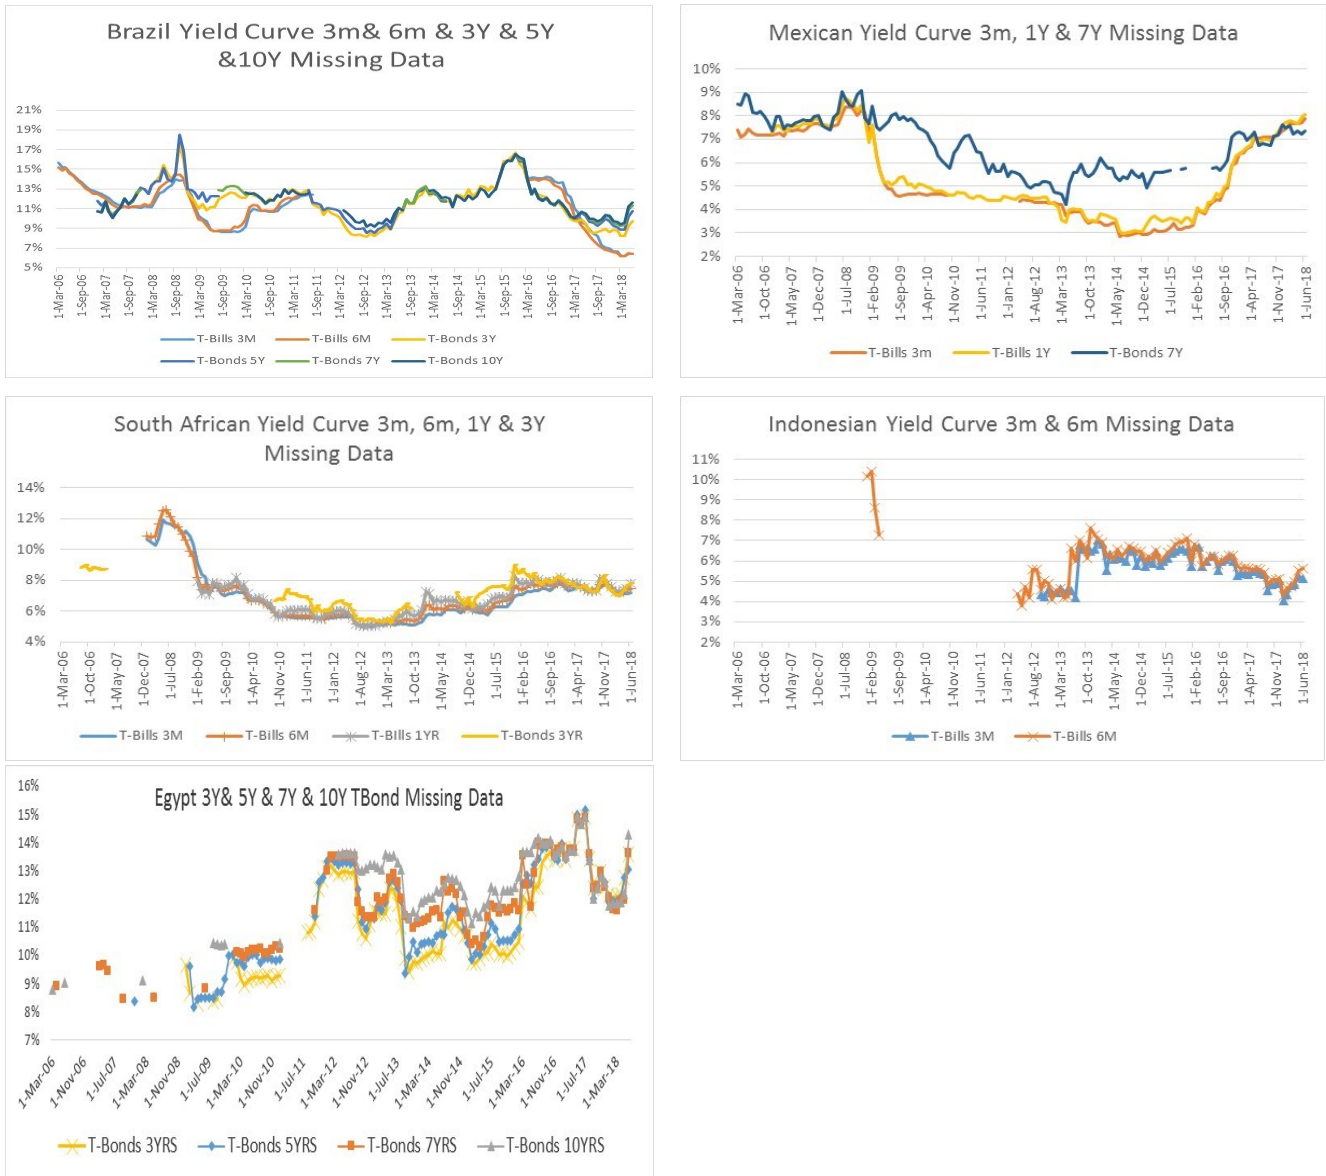 Brazil Yield Curve 3m& 6m & 3Y & 5Y
&10Y Missing Data
21%
19%
17%
15%
13%
11%
9%
7%
5%
1-Mar-06
1-Sep-06
1-Mar-07
1-Sep-07
1-Mar-08
1-Sep-08
1-Mar-09
1-Sep-09
1-Mar-10
1-Sep-10
1-Mar-11
1-Sep-11
1-Mar-12
1-Sep-12
1-Mar-13
1-Sep-13
1-Mar-14
1-Sep-14
1-Mar-15
1-Sep-15
1-Mar-16
1-Sep-16
1-Mar-17
1-Sep-17
1-Mar-18
T-Bills 3M T-Bills 6M T-Bonds 3Y
T-Bonds 5Y T-Bonds 7Y T-Bonds 10Y
Mexican Yield Curve 3m, 1Y & 7Y Missing Data
10%
9%
8%
7%
6%
5%
4%
3%
2%
1-Mar-06
1-Oct-06
1-May-07
1-Dec-07
1-Jul-08
1-Feb-09
1-Sep-09
1-Apr-10
1-Nov-10
1-Jun-11
1-Jan-12
1-Aug-12
1-Mar-13
1-Oct-13
1-May-14
1-Dec-14
1-Jul-15
1-Feb-16
1-Sep-16
1-Apr-17
1-Nov-17
1-Jun-18
T-Bills 3m T-Bills 1Y T-Bonds 7Y
South African Yield Curve 3m, 6m, 1Y & 3Y
Missing Data
14%
12%
10%
8%
6%
4%
1-Mar-06
1-Oct-06
1-May-07
1-Dec-07
1-Jul-08
1-Feb-09
1-Sep-09
1-Apr-10
1-Nov-10
1-Jun-11
1-Jan-12
1-Aug-12
1-Mar-13
1-Oct-13
1-May-14
1-Dec-14
1-Jul-15
1-Feb-16
1-Sep-16
1-Apr-17
1-Nov-17
1-Jun-18
T-Bills 3M T-Bills 6M T-BIlls 1YR T-Bonds 3YR
Indonesian Yield Curve 3m & 6m Missing Data
11%
10%
9%
8%
7%
6%
5%
4%
3%
2%
1-Mar-06
1-Oct-06
1-May-07
1-Dec-07
1-Jul-08
1-Feb-09
1-Sep-09
1-Apr-10
1-Nov-10
1-Jun-11
1-Jan-12
1-Aug-12
1-Mar-13
1-Oct-13
1-May-14
1-Dec-14
1-Jul-15
1-Feb-16
1-Sep-16
1-Apr-17
1-Nov-17
1-Jun-18
T-Bills 3M T-Bills 6M
Egypt 3Y& 5Y & 7Y & 10Y TBond Missing Data
16%
15%
14%
13%
12%
11%
10%
9%
8%
7%
1-Mar-06
1-Nov-06
1-Jul-07
1-Mar-08
1-Nov-08
1-Jul-09
1-Mar-10
1-Nov-10
1-Jul-11
1-Mar-12
1-Nov-12
1-Jul-13
1-Mar-14
1-Nov-14
1-Jul-15
1-Mar-16
1-Nov-16
1-Jul-17
1-Mar-18
T-Bonds 3YRS T-Bonds 5YRS T-Bonds 7YRS T-Bonds 10YRS